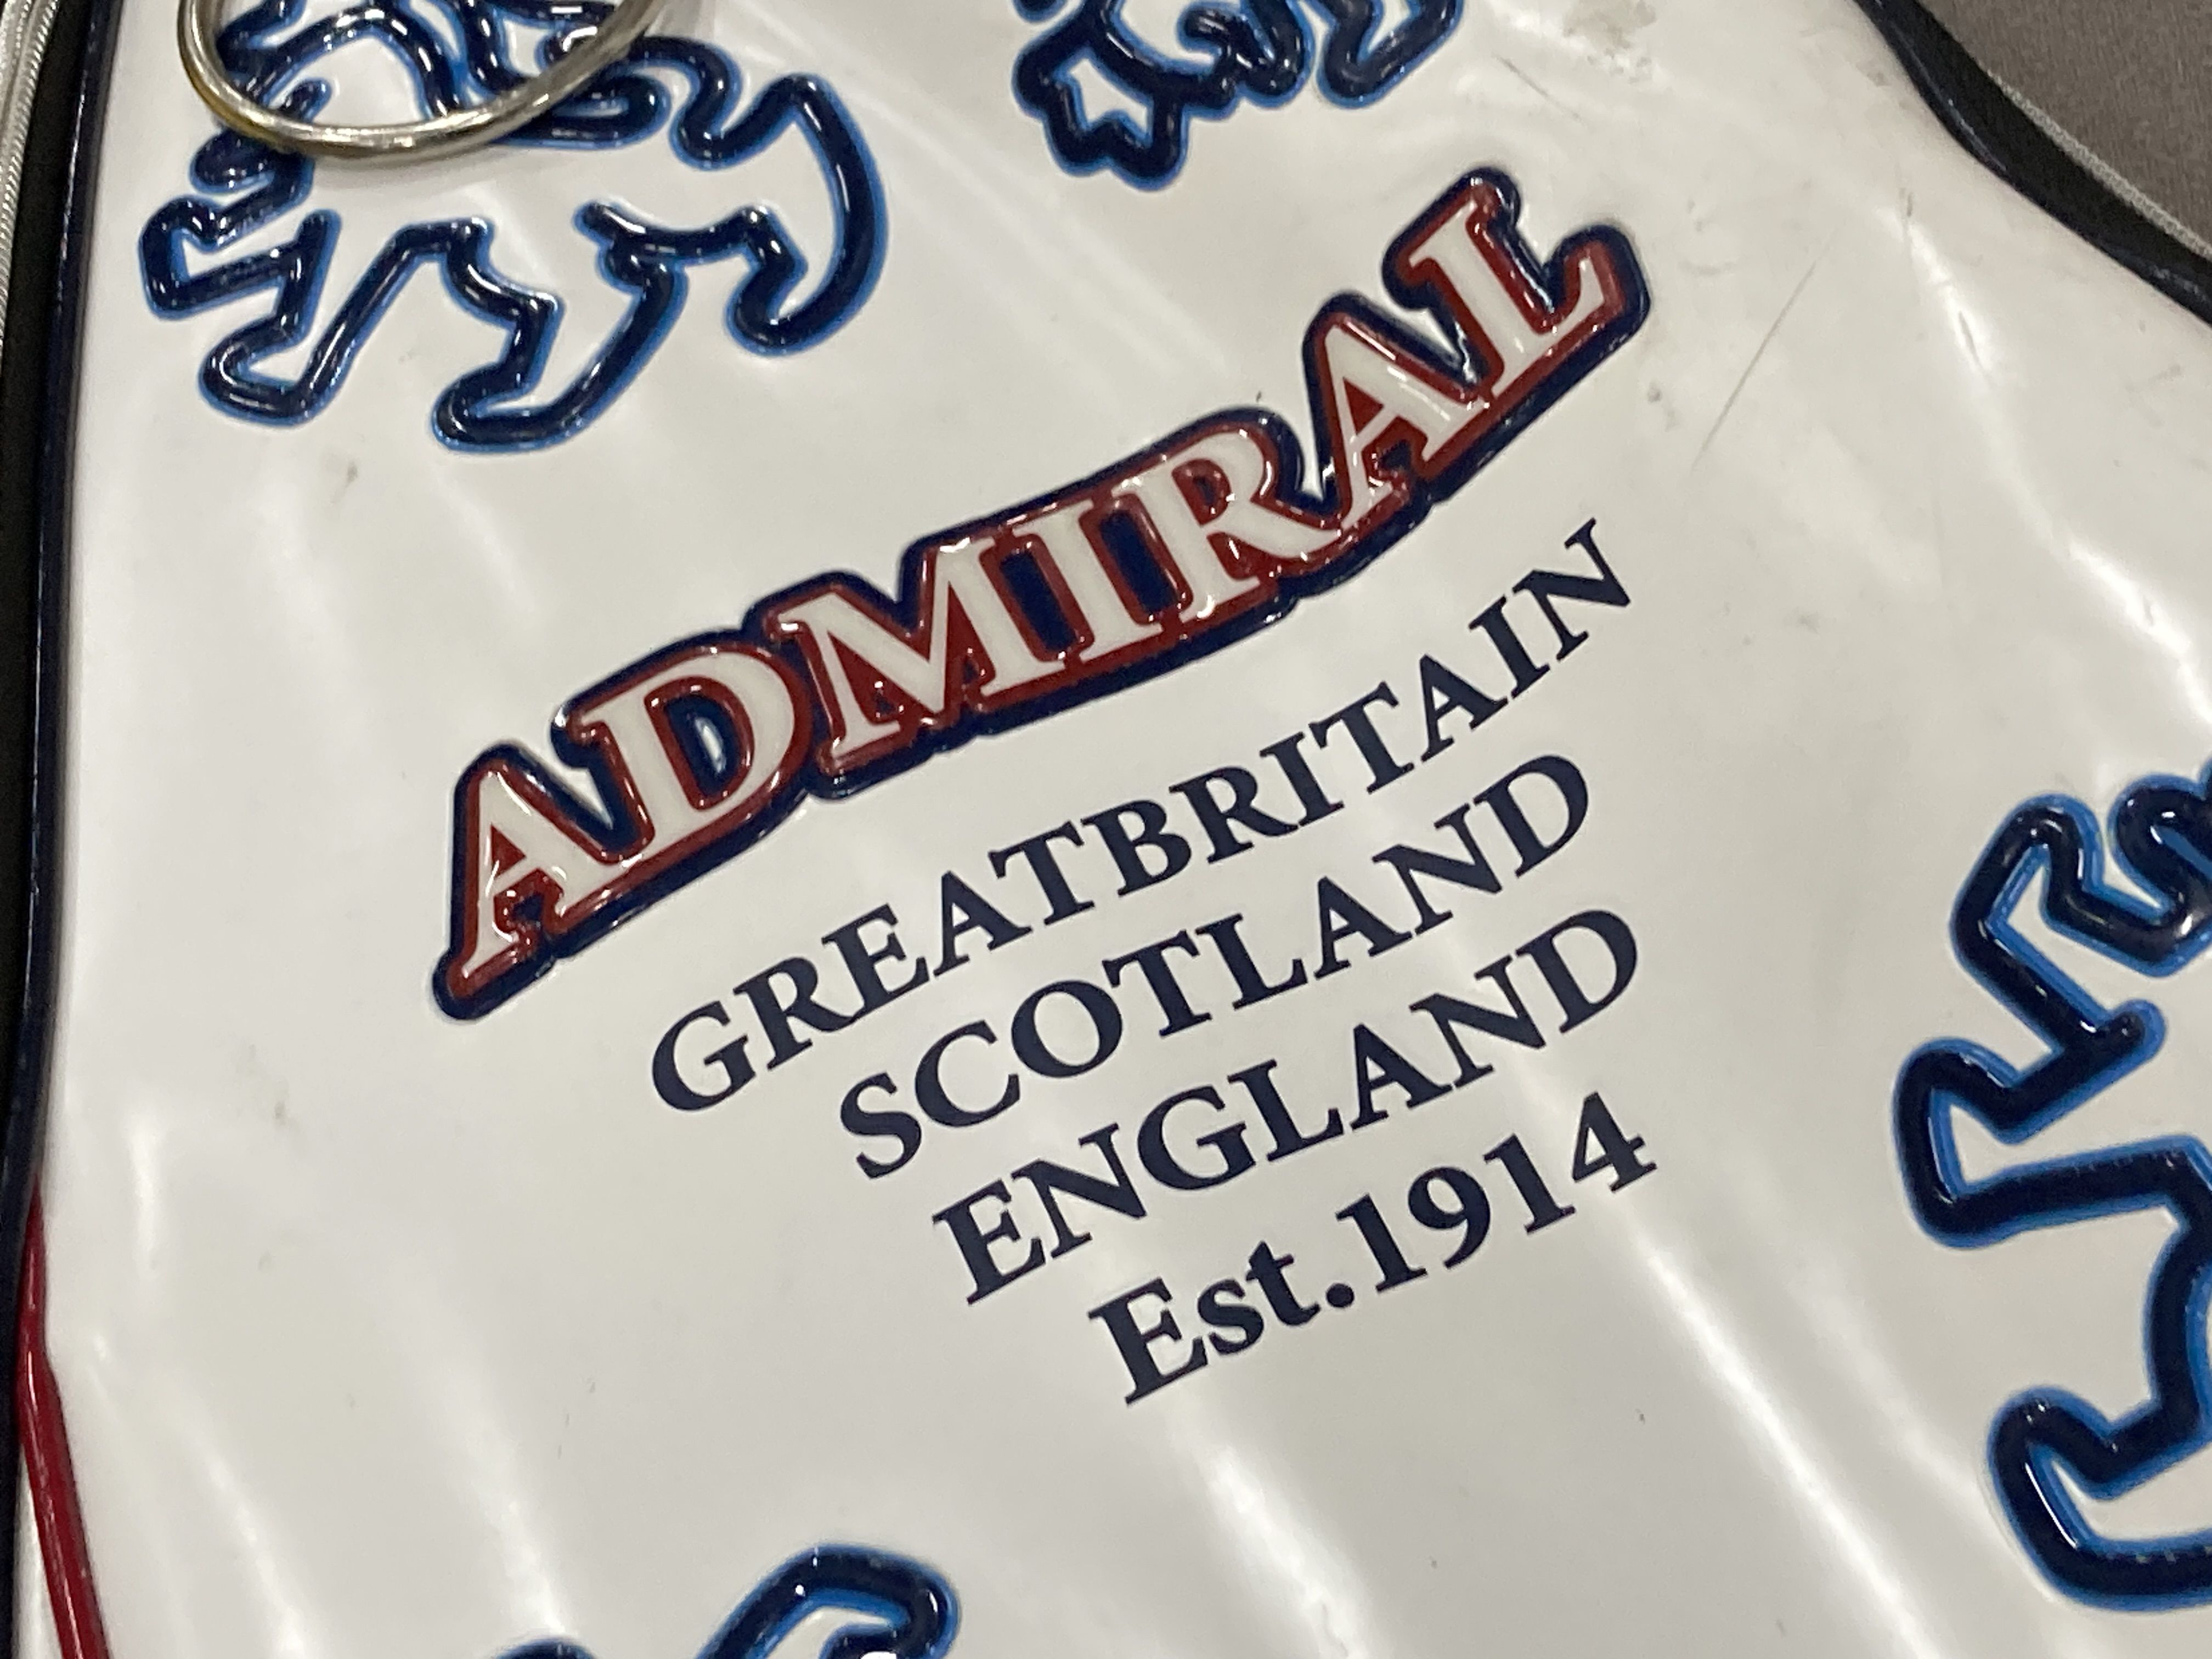 ADMIRAL
GREATBRITAIN
SCOTLAND
ENGLAND
Est.1914